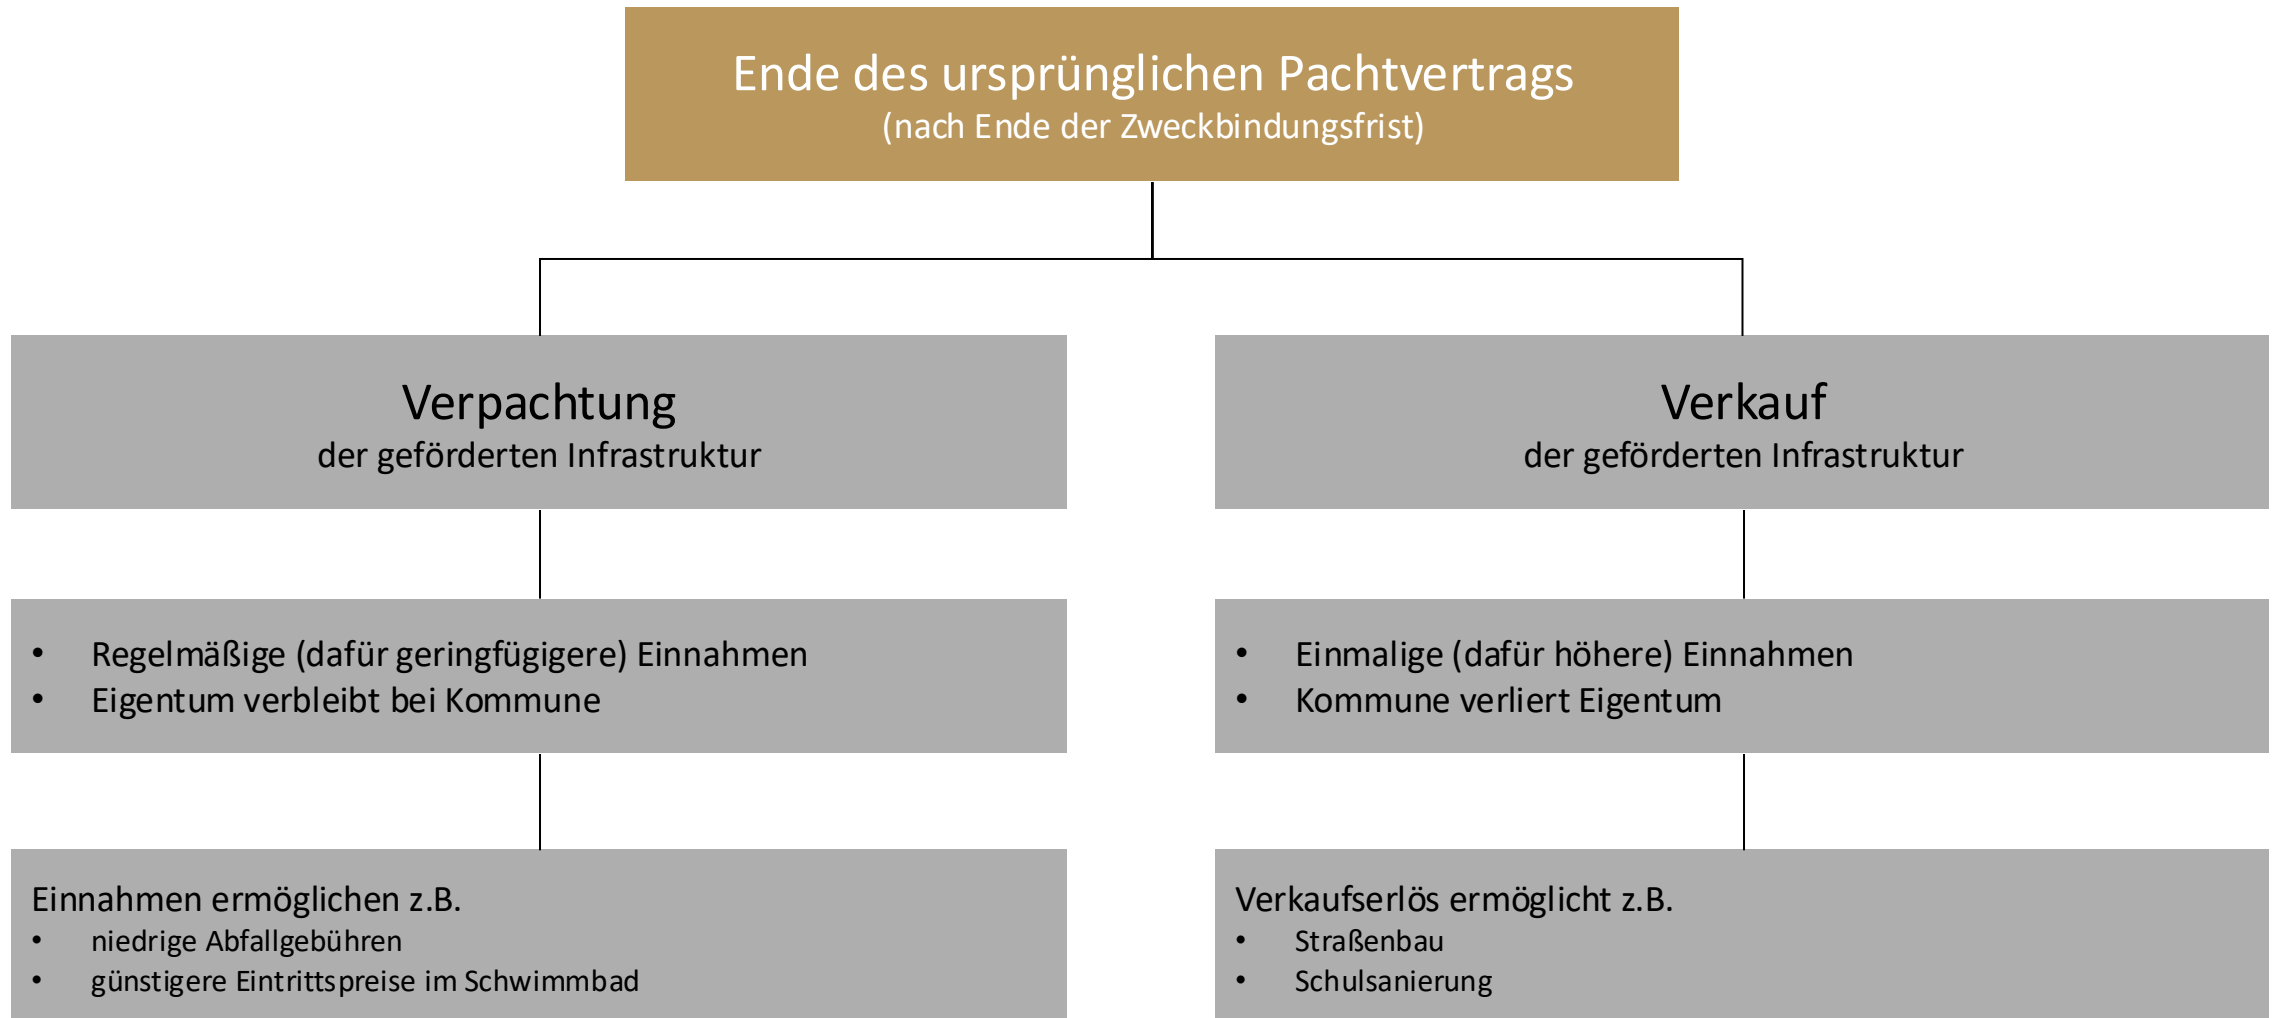 Ende des ursprünglichen Pachtvertrags
(nach Ende der Zweckbindungsfrist)
Verpachtung
der geförderten Infrastruktur
Verkauf
der geförderten Infrastruktur
• Regelmäßige (dafür geringfügigere) Einnahmen
• Eigentum verbleibt bei Kommune
• Einmalige (dafür höhere) Einnahmen
• Kommune verliert Eigentum
Einnahmen ermöglichen z.B.
• niedrige Abfallgebühren
• günstigere Eintrittspreise im Schwimmbad
Verkaufserlös ermöglicht z.B.
• Straßenbau
• Schulsanierung